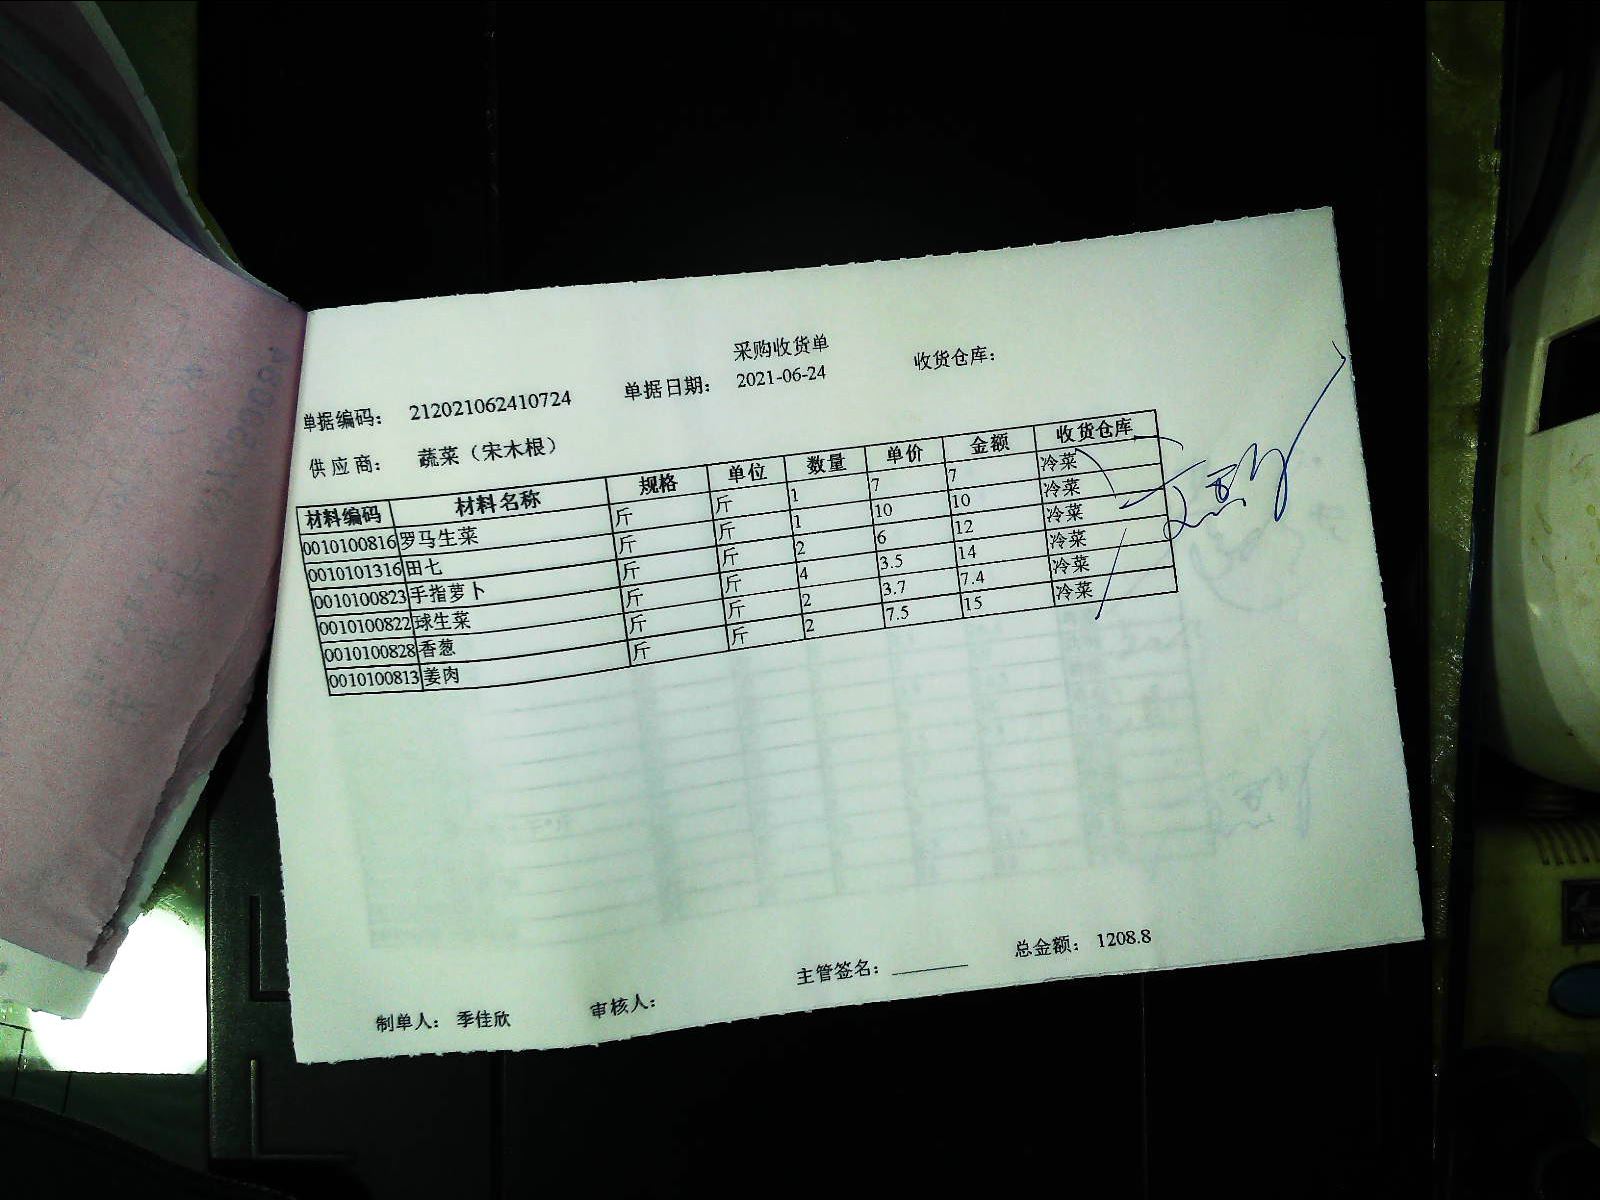 采购收货单
单据编码： 212021062410724 单据日期： 2021-06-24 收货仓库：
供应商： 蔬菜（宋木根）
材料编码 材料名称 规格 单位 数量 单价 金额 收货仓库
0010100816 罗马生菜 斤 斤 1 7 7 冷菜
0010101316 田七 斤 斤 1 10 10 冷菜
0010100823 手指萝卜 斤 斤 2 6 12 冷菜
0010100822 球生菜 斤 斤 4 3.5 14 冷菜
0010100828 香葱 斤 斤 2 3.7 7.4 冷菜
0010100813 姜肉 斤 斤 2 7.5 15 冷菜
制单人： 季佳欣 审核人： 主管签名： 总金额： 1208.8